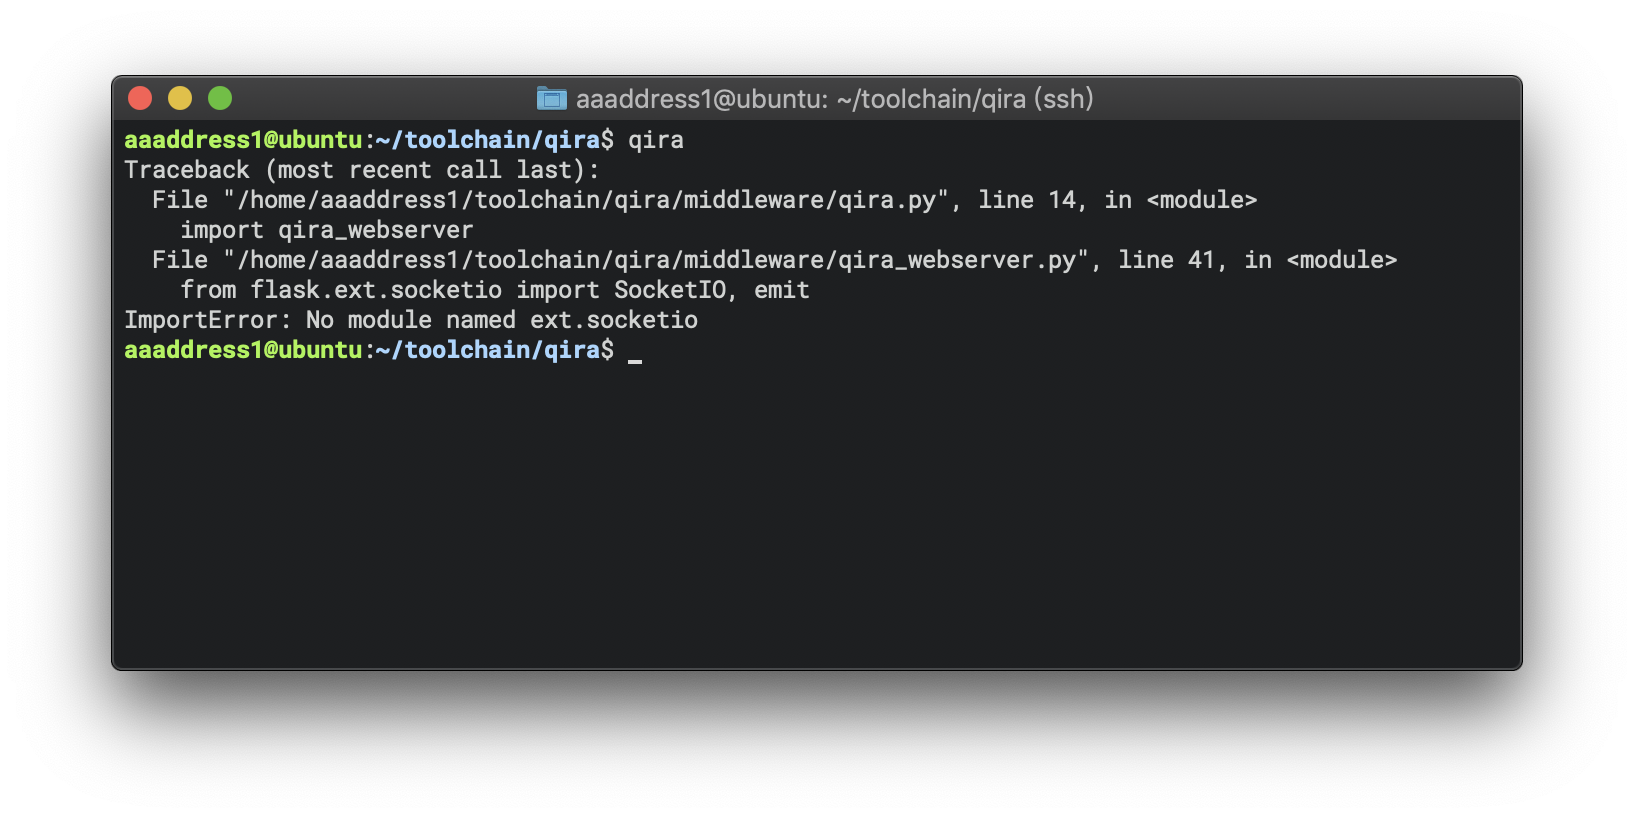 aaaddress1@ubuntu: ~/toolchain/qira (ssh)
aaaddress1@ubuntu:~/toolchain/qira$ qira
Traceback (most recent call last):
  File "/home/aaaddress1/toolchain/qira/middleware/qira.py", line 14, in <module>
    import qira_webserver
  File "/home/aaaddress1/toolchain/qira/middleware/qira_webserver.py", line 41, in <module>
    from flask.ext.socketio import SocketIO, emit
ImportError: No module named ext.socketio
aaaddress1@ubuntu:~/toolchain/qira$ _